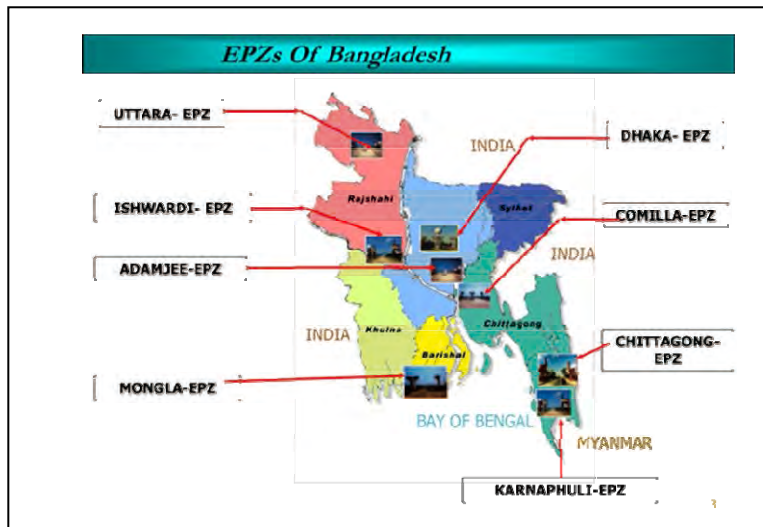 EPZs Of Bangladesh
UTTARA- EPZ
INDIA
DHAKA- EPZ
Rajshahi
Sylhet
ISHWARDI- EPZ
COMILLA-EPZ
INDIA
ADAMJEE-EPZ
INDIA
Khulna
Chittagong
Barishal
CHITTAGONG-
EPZ
MONGLA-EPZ
BAY OF BENGAL
MYANMAR
KARNAPHULI-EPZ
3